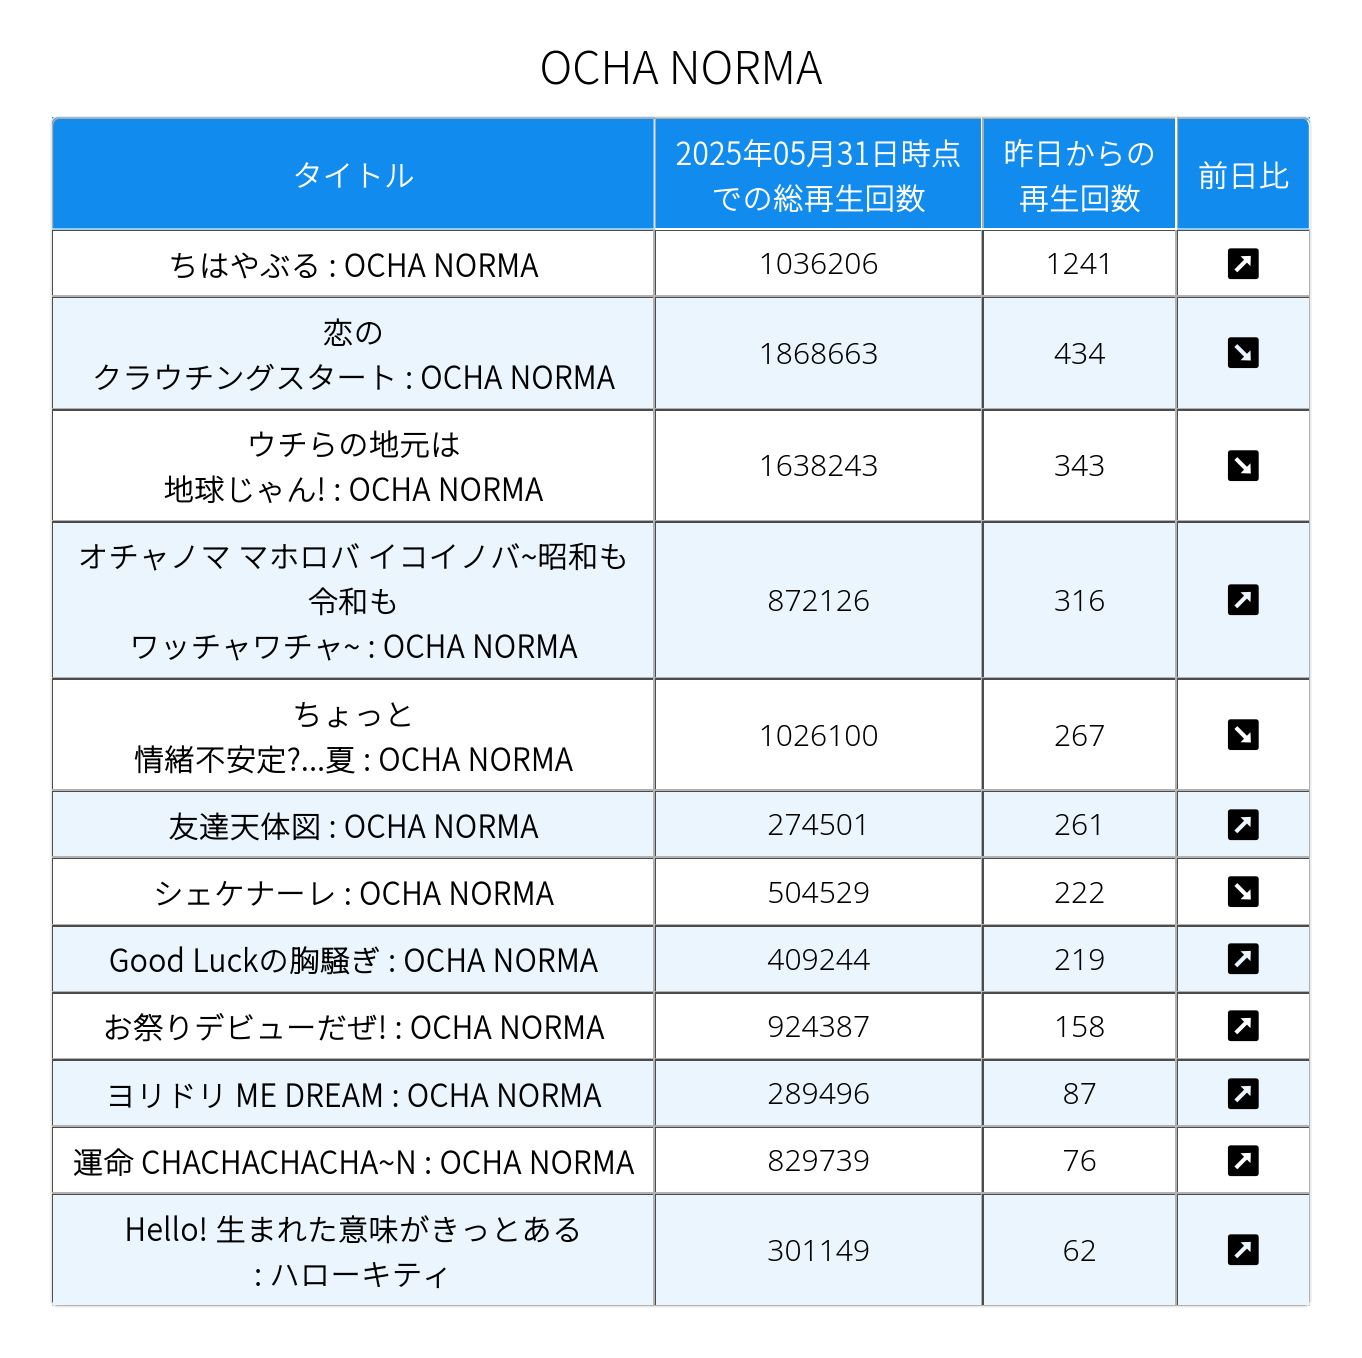 OCHA NORMA
タイトル
2025年05月31日時点
での総再生回数
昨日からの
再生回数
前日比
ちはやぶる : OCHA NORMA
1036206
1241
恋の
クラウチングスタート : OCHA NORMA
1868663
434
ウチらの地元は
地球じゃん! : OCHA NORMA
1638243
343
オチャノマ マホロバ イコイノバ~昭和も
令和も
ワッチャワチャ~ : OCHA NORMA
872126
316
ちょっと
情緒不安定?...夏 : OCHA NORMA
1026100
267
友達天体図 : OCHA NORMA
274501
261
シェケナーレ : OCHA NORMA
504529
222
Good Luckの胸騒ぎ : OCHA NORMA
409244
219
お祭りデビューだぜ! : OCHA NORMA
924387
158
ヨリドリ ME DREAM : OCHA NORMA
289496
87
運命 CHACHACHACHA~N : OCHA NORMA
829739
76
Hello! 生まれた意味がきっとある
: ハローキティ
301149
62